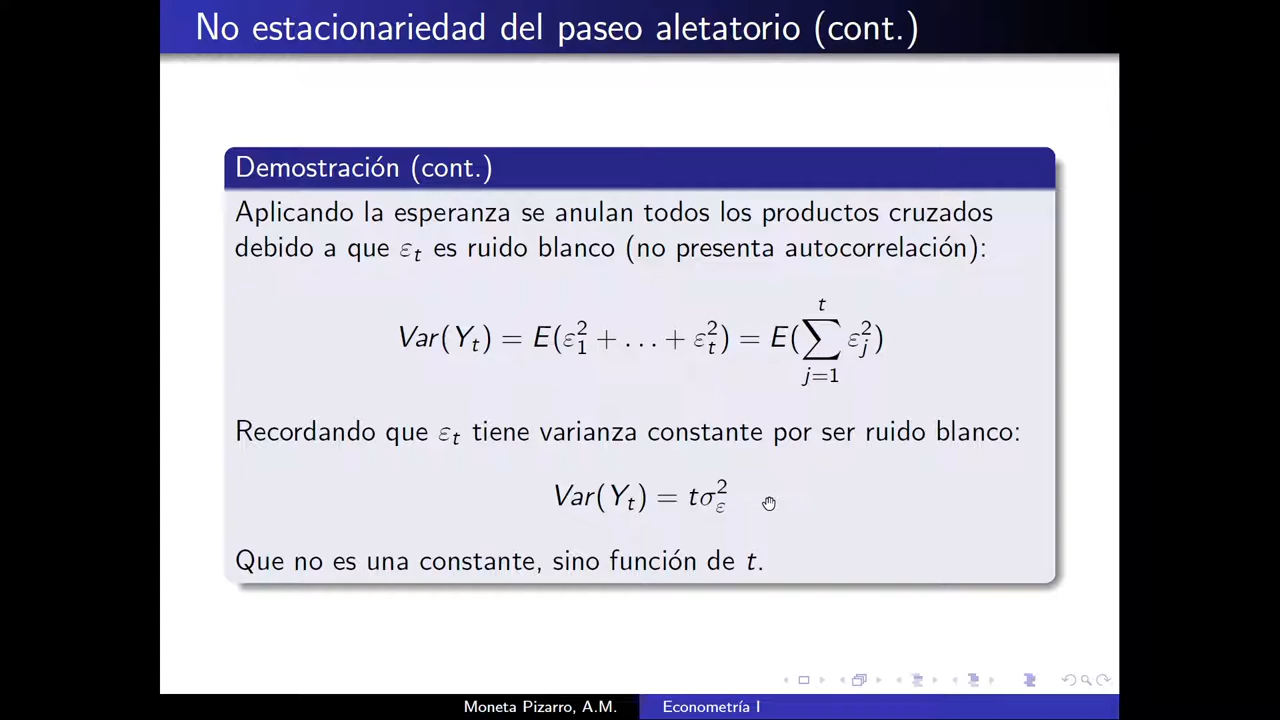 No estacionariedad del paseo aletatorio (cont.)
Demostración (cont.)
Aplicando la esperanza se anulan todos los productos cruzados
debido a que εₜ es ruido blanco (no presenta autocorrelación):
Var(Yₜ) = E(ε₁² + … + εₜ²) = E(∑ⱼ₌₁ᵗ εⱼ²)
Recordando que εₜ tiene varianza constante por ser ruido blanco:
Var(Yₜ) = tσ_ε²
Que no es una constante, sino función de t.
Moneta Pizarro, A.M.
Econometría I